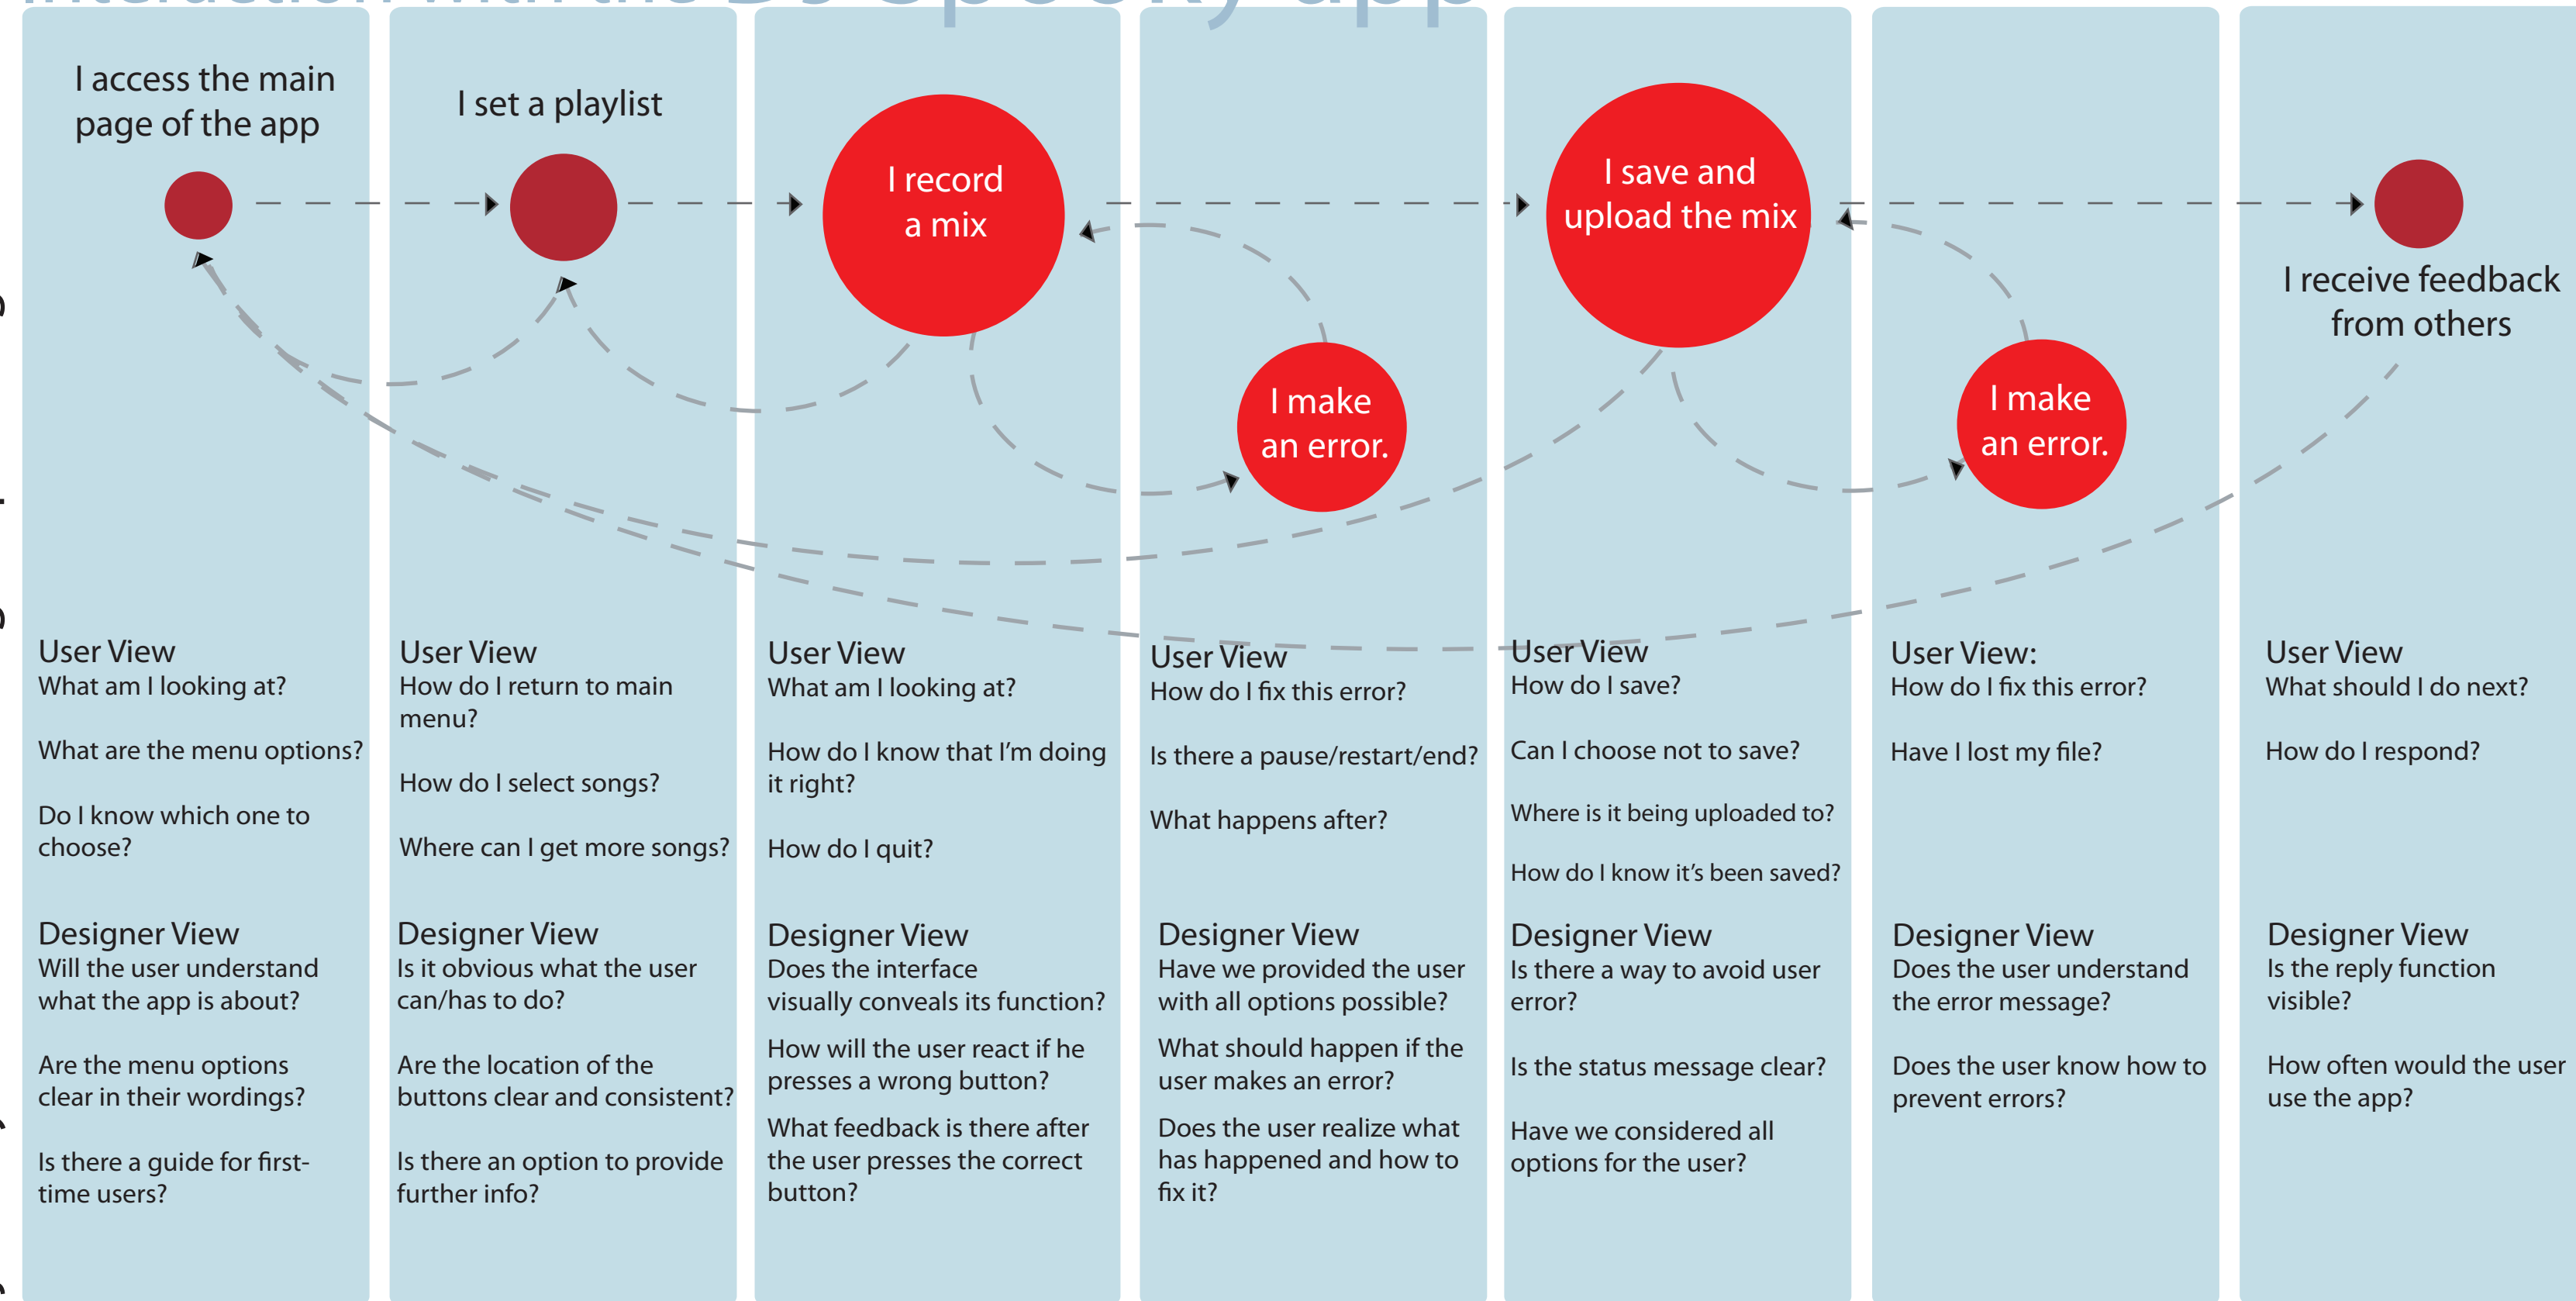 Interaction with the DJ Spooky app
I access the main
page of the app
I set a playlist
I record
a mix
I make
an error.
I save and
upload the mix
I make
an error.
I receive feedback
from others
User View
What am I looking at?
What are the menu options?
Do I know which one to
choose?
Designer View
Will the user understand
what the app is about?
Are the menu options
clear in their wordings?
Is there a guide for first-
time users?
User View
How do I return to main
menu?
How do I select songs?
Where can I get more songs?
Designer View
Is it obvious what the user
can/has to do?
Are the location of the
buttons clear and consistent?
Is there an option to provide
further info?
User View
What am I looking at?
How do I know that I'm doing
it right?
How do I quit?
Designer View
Does the interface
visually conveals its function?
How will the user react if he
presses a wrong button?
What feedback is there after
the user presses the correct
button?
User View
How do I fix this error?
Is there a pause/restart/end?
What happens after?
Designer View
Have we provided the user
with all options possible?
What should happen if the
user makes an error?
Does the user realize what
has happened and how to
fix it?
User View
How do I save?
Can I choose not to save?
Where is it being uploaded to?
How do I know it's been saved?
Designer View
Is there a way to avoid user
error?
Is the status message clear?
Have we considered all
options for the user?
User View:
How do I fix this error?
Have I lost my file?
Designer View
Does the user understand
the error message?
Does the user know how to
prevent errors?
User View
What should I do next?
How do I respond?
Designer View
Is the reply function
visible?
How often would the user
use the app?